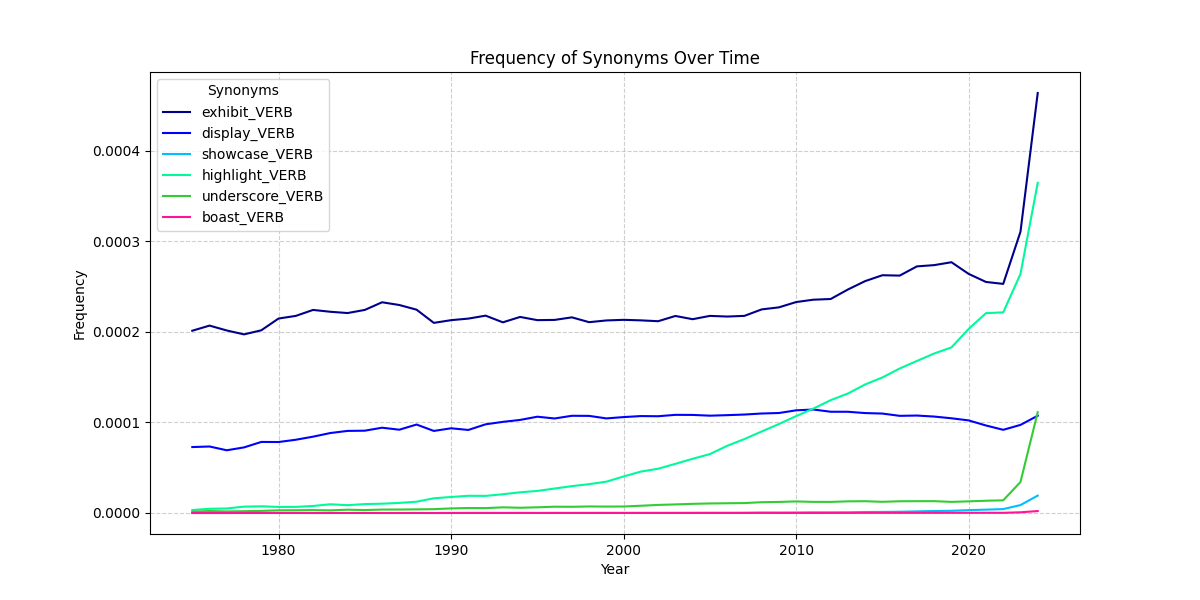 Frequency of Synonyms Over Time
Synonyms
exhibit_VERB
display_VERB
showcase_VERB
highlight_VERB
underscore_VERB
boast_VERB
Frequency
0.0004
0.0003
0.0002
0.0001
0.0000
1980 1990 2000 2010 2020
Year